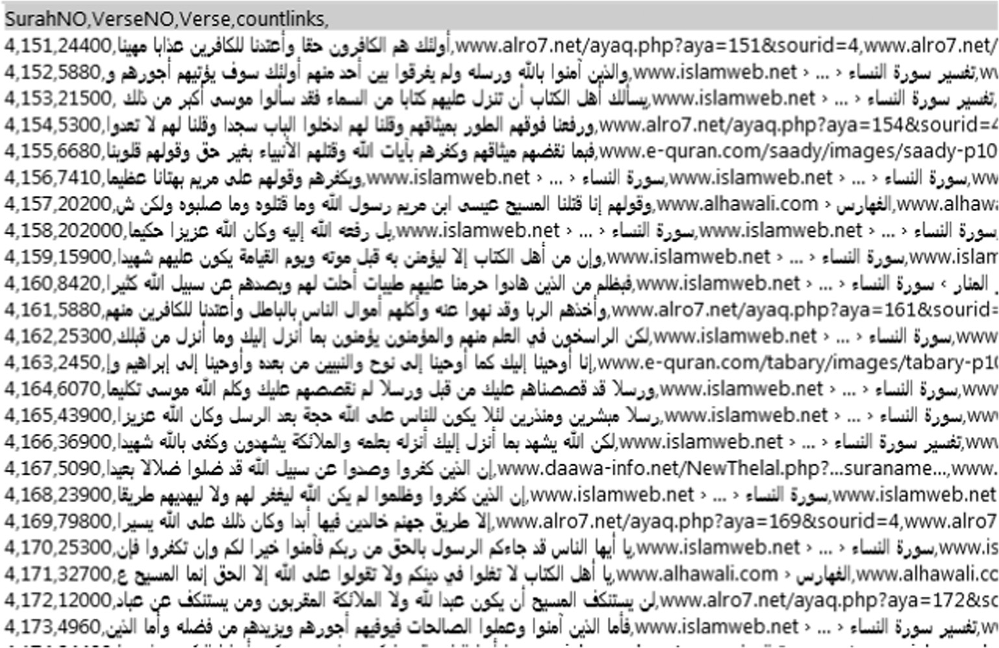 SurahNO,VerseNO,Verse,countlinks,
4,151,24400,أولئك هم الكافرون حقا وأعتدنا للكافرين عذابا مهينا,www.alro7.net/ayaq.php?aya=151&sourid=4,www.alro7.net/
4,152,5880,والذين آمنوا بالله ورسله ولم يفرقوا بين أحد منهم أولئك سوف يؤتيهم أجورهم و,www.islamweb.net › ... › تفسير سورة النساء,w
4,153,21500,يسألك أهل الكتاب أن تنزل عليهم كتابا من السماء فقد سألوا موسى أكبر من ذلك ,www.islamweb.net › ... › تفسير سورة النساء,
4,154,5300,ورفعنا فوقهم الطور بميثاقهم وقلنا لهم ادخلوا الباب سجدا وقلنا لهم لا تعدوا,www.alro7.net/ayaq.php?aya=154&sourid=4
4,155,6680,فبما نقضهم ميثاقهم وكفرهم بآيات الله وقتلهم الأنبياء بغير حق وقولهم قلوبنا,www.e-quran.com/saady/images/saady-p10
4,156,7410,وبكفرهم وقولهم على مريم بهتانا عظيما,www.islamweb.net › ... › سورة النساء,www.islamweb.net › ... › سورة النساء,ww
4,157,20200,وقولهم إنا قتلنا المسيح عيسى ابن مريم رسول الله وما قتلوه وما صلبوه ولكن ش,www.alhawali.com › الفهارس,www.alhawa
4,158,202000,بل رفعه الله إليه وكان الله عزيزا حكيما,www.islamweb.net › ... › سورة النساء,www.islamweb.net › ... › سورة النساء,
4,159,15900,وإن من أهل الكتاب إلا ليؤمنن به قبل موته ويوم القيامة يكون عليهم شهيدا,www.islamweb.net › ... › سورة النساء,www.islam
4,160,8420,فبظلم من الذين هادوا حرمنا عليهم طيبات أحلت لهم وبصدهم عن سبيل الله كثيرا,www.islamweb.net › ... › المنار › سورة النساء
4,161,5880,وأخذهم الربا وقد نهوا عنه وأكلهم أموال الناس بالباطل وأعتدنا للكافرين منهم,www.alro7.net/ayaq.php?aya=161&sourid=
4,162,25300,لكن الراسخون في العلم منهم والمؤمنون يؤمنون بما أنزل إليك وما أنزل من قبلك,www.islamweb.net › ... › سورة النساء,www
4,163,2450,إنا أوحينا إليك كما أوحينا إلى نوح والنبيين من بعده وأوحينا إلى إبراهيم وإ,www.e-quran.com/tabary/images/tabary-p10
4,164,6070,ورسلا قد قصصناهم عليك من قبل ورسلا لم نقصصهم عليك وكلم الله موسى تكليما,www.islamweb.net › ... › سورة النساء,www
4,165,43900,رسلا مبشرين ومنذرين لئلا يكون للناس على الله حجة بعد الرسل وكان الله عزيزا,www.islamweb.net › ... › سورة النساء,ww
4,166,36900,لكن الله يشهد بما أنزل إليك أنزله بعلمه والملائكة يشهدون وكفى بالله شهيدا,www.islamweb.net › ... › تفسير سورة النساء,ww
4,167,5090,إن الذين كفروا وصدوا عن سبيل الله قد ضلوا ضلالا بعيدا,www.daawa-info.net/NewThelal.php?...suraname...,www.
4,168,23900,إن الذين كفروا وظلموا لم يكن الله ليغفر لهم ولا ليهديهم طريقا,www.islamweb.net › ... › سورة النساء,www.islamweb.net
4,169,79800,إلا طريق جهنم خالدين فيها أبدا وكان ذلك على الله يسيرا,www.alro7.net/ayaq.php?aya=169&sourid=4,www.alro7
4,170,25300,يا أيها الناس قد جاءكم الرسول بالحق من ربكم فآمنوا خيرا لكم وإن تكفروا فإن,www.islamweb.net › ... › سورة النساء,www.is
4,171,32700,يا أهل الكتاب لا تغلوا في دينكم ولا تقولوا على الله إلا الحق إنما المسيح ع,www.alhawali.com › الفهارس,www.alhawali.cc
4,172,12000,لن يستنكف المسيح أن يكون عبدا لله ولا الملائكة المقربون ومن يستنكف عن عباد,www.alro7.net/ayaq.php?aya=172&sc
4,173,4960,فأما الذين آمنوا وعملوا الصالحات فيوفيهم أجورهم ويزيدهم من فضله وأما الذين,www.islamweb.net › ... › تفسير سورة النساء,w